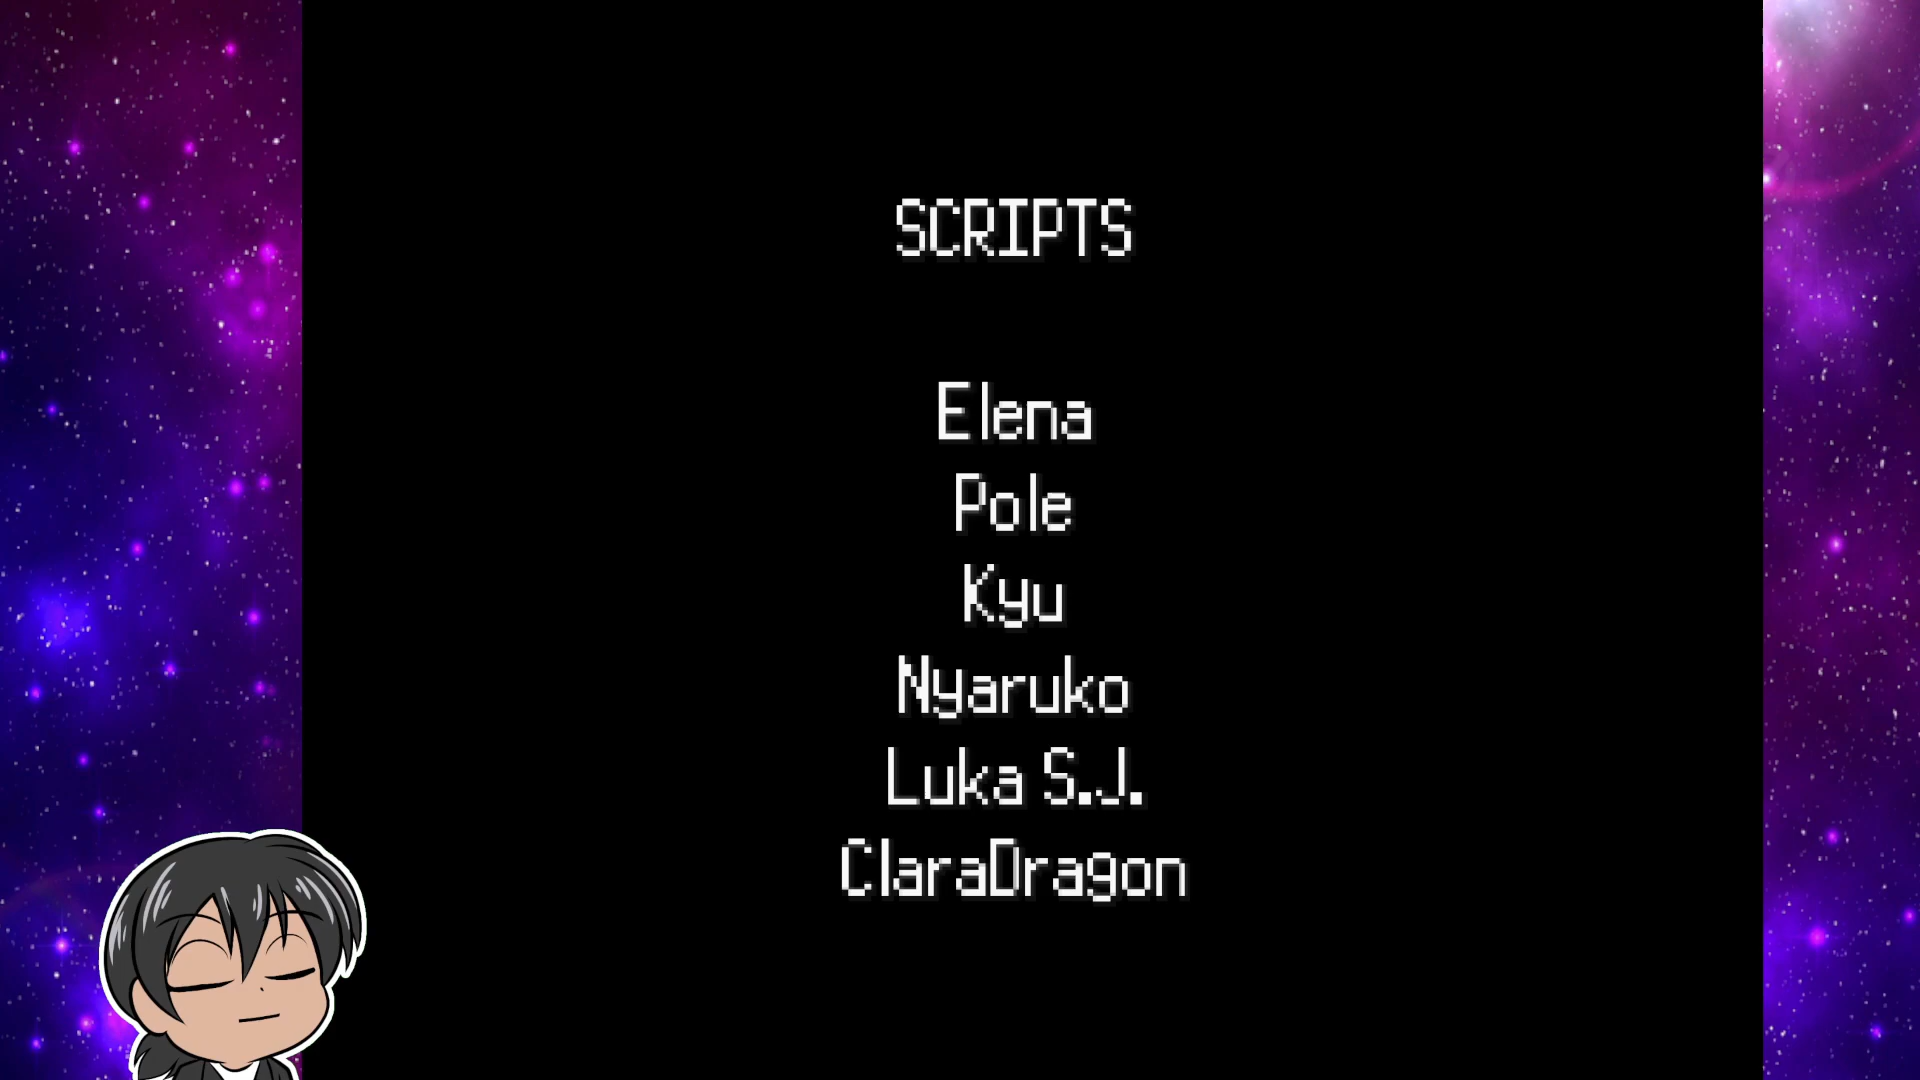 SCRIPTS
Elena
Pole
Kyu
Nyaruko
Luka S.J.
ClaraDragon